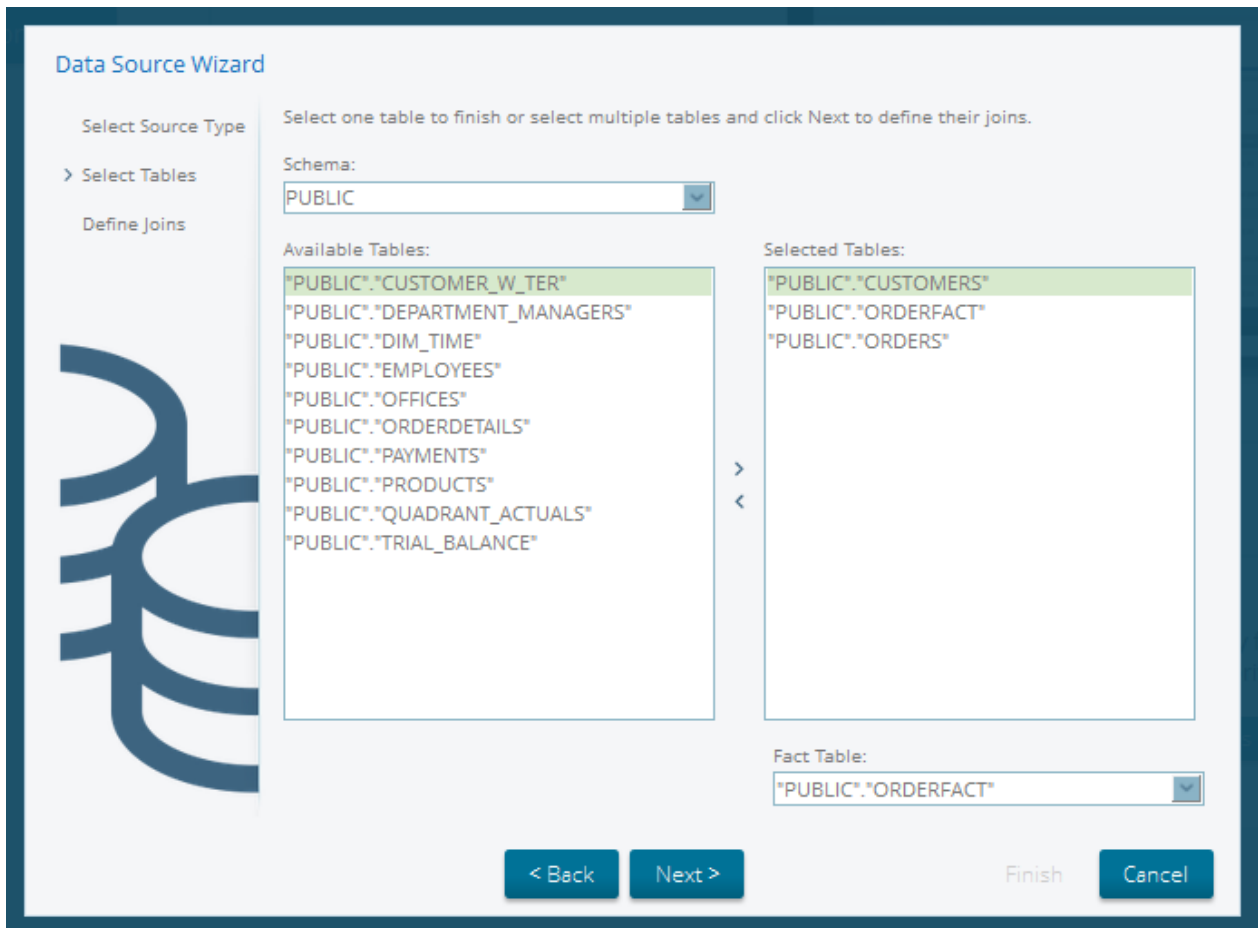 Data Source Wizard
Select Source Type
> Select Tables
Define Joins
Select one table to finish or select multiple tables and click Next to define their joins.
Schema:
PUBLIC
Available Tables:
"PUBLIC"."CUSTOMER_W_TER"
"PUBLIC"."DEPARTMENT_MANAGERS"
"PUBLIC"."DIM_TIME"
"PUBLIC"."EMPLOYEES"
"PUBLIC"."OFFICES"
"PUBLIC"."ORDERDETAILS"
"PUBLIC"."PAYMENTS"
"PUBLIC"."PRODUCTS"
"PUBLIC"."QUADRANT_ACTUALS"
"PUBLIC"."TRIAL_BALANCE"
>
<
Selected Tables:
"PUBLIC"."CUSTOMERS"
"PUBLIC"."ORDERFACT"
"PUBLIC"."ORDERS"
Fact Table:
"PUBLIC"."ORDERFACT"
< Back
Next >
Finish
Cancel